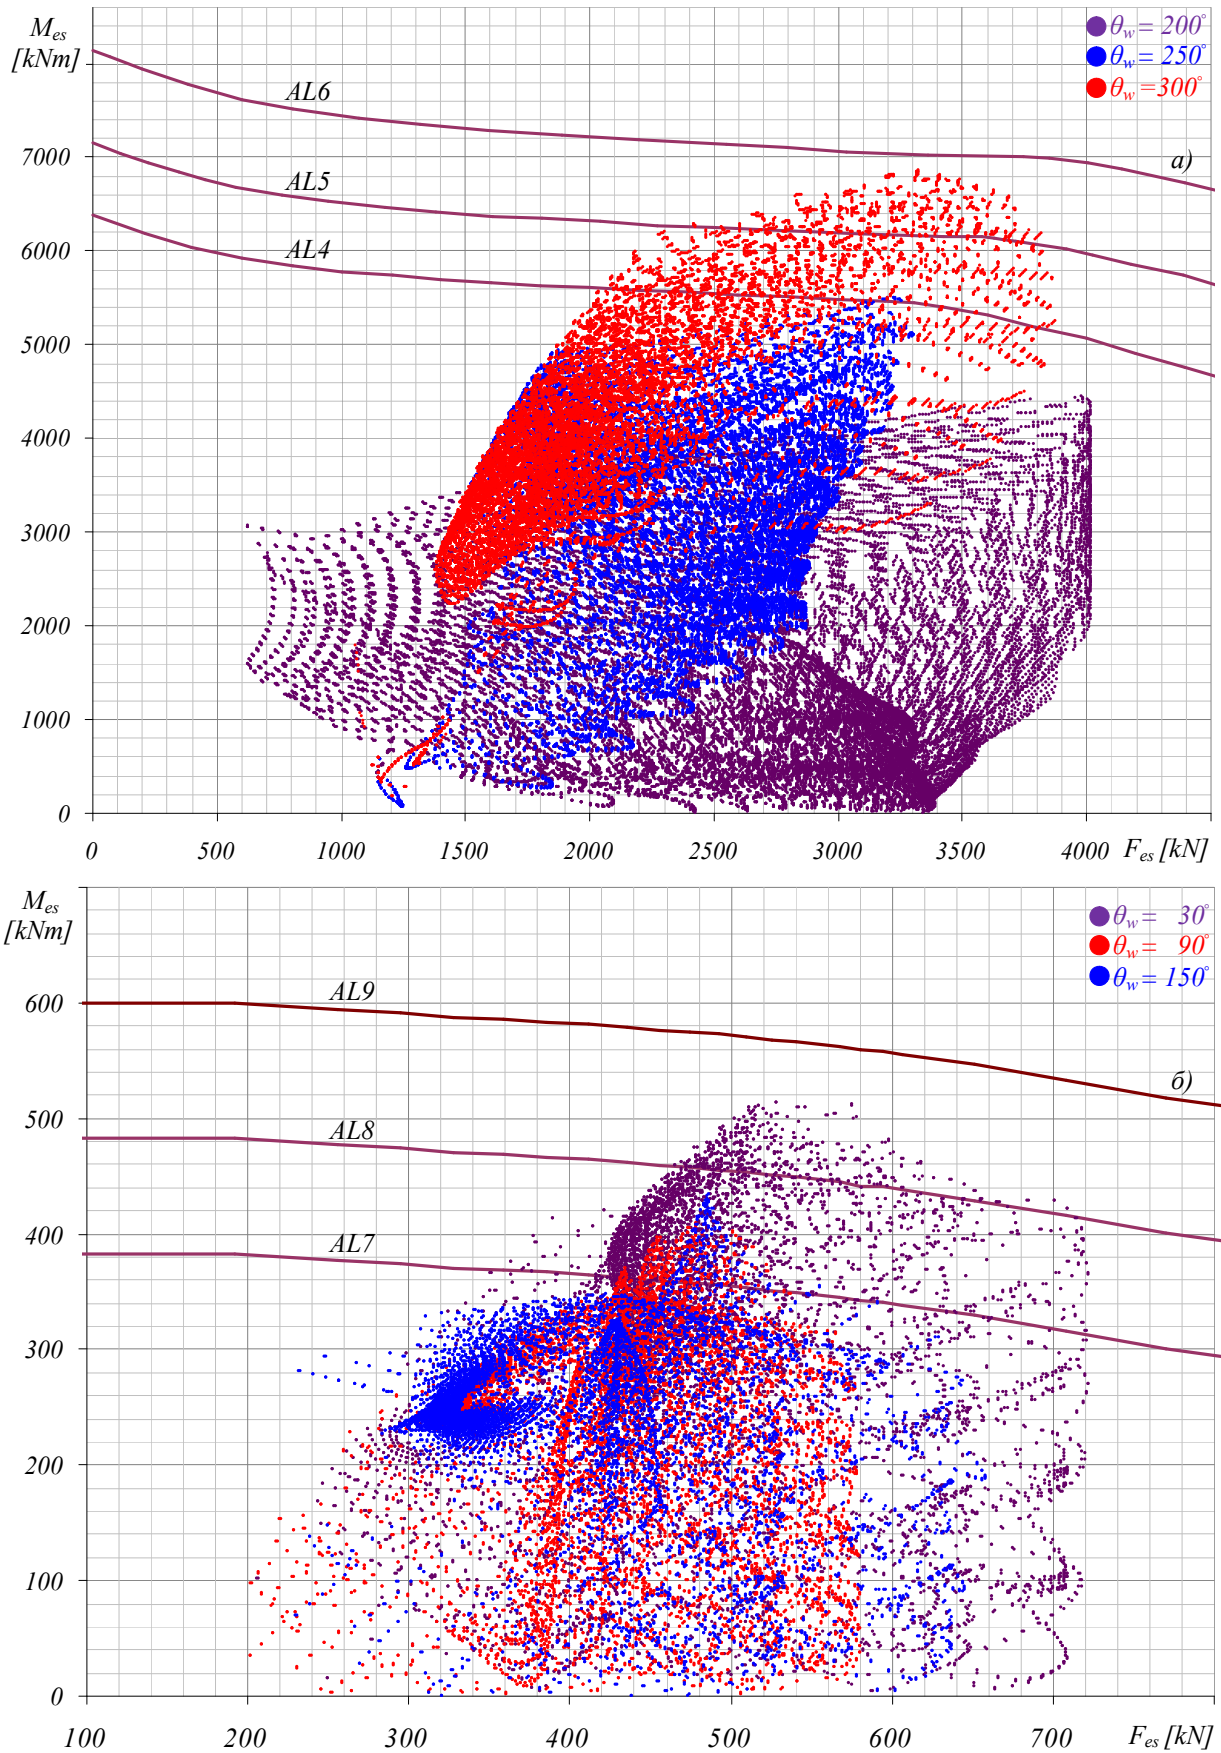 M_es
[kNm]
θ_w = 200°
θ_w = 250°
θ_w =300°
AL6
7000
а)
AL5
6000
AL4
5000
4000
3000
2000
1000
0
0 500 1000 1500 2000 2500 3000 3500 4000 F_es [kN]
M_es
[kNm]
θ_w = 30°
θ_w = 90°
θ_w = 150°
600
AL9
б)
500
AL8
400
AL7
300
200
100
0
100 200 300 400 500 600 700 F_es [kN]